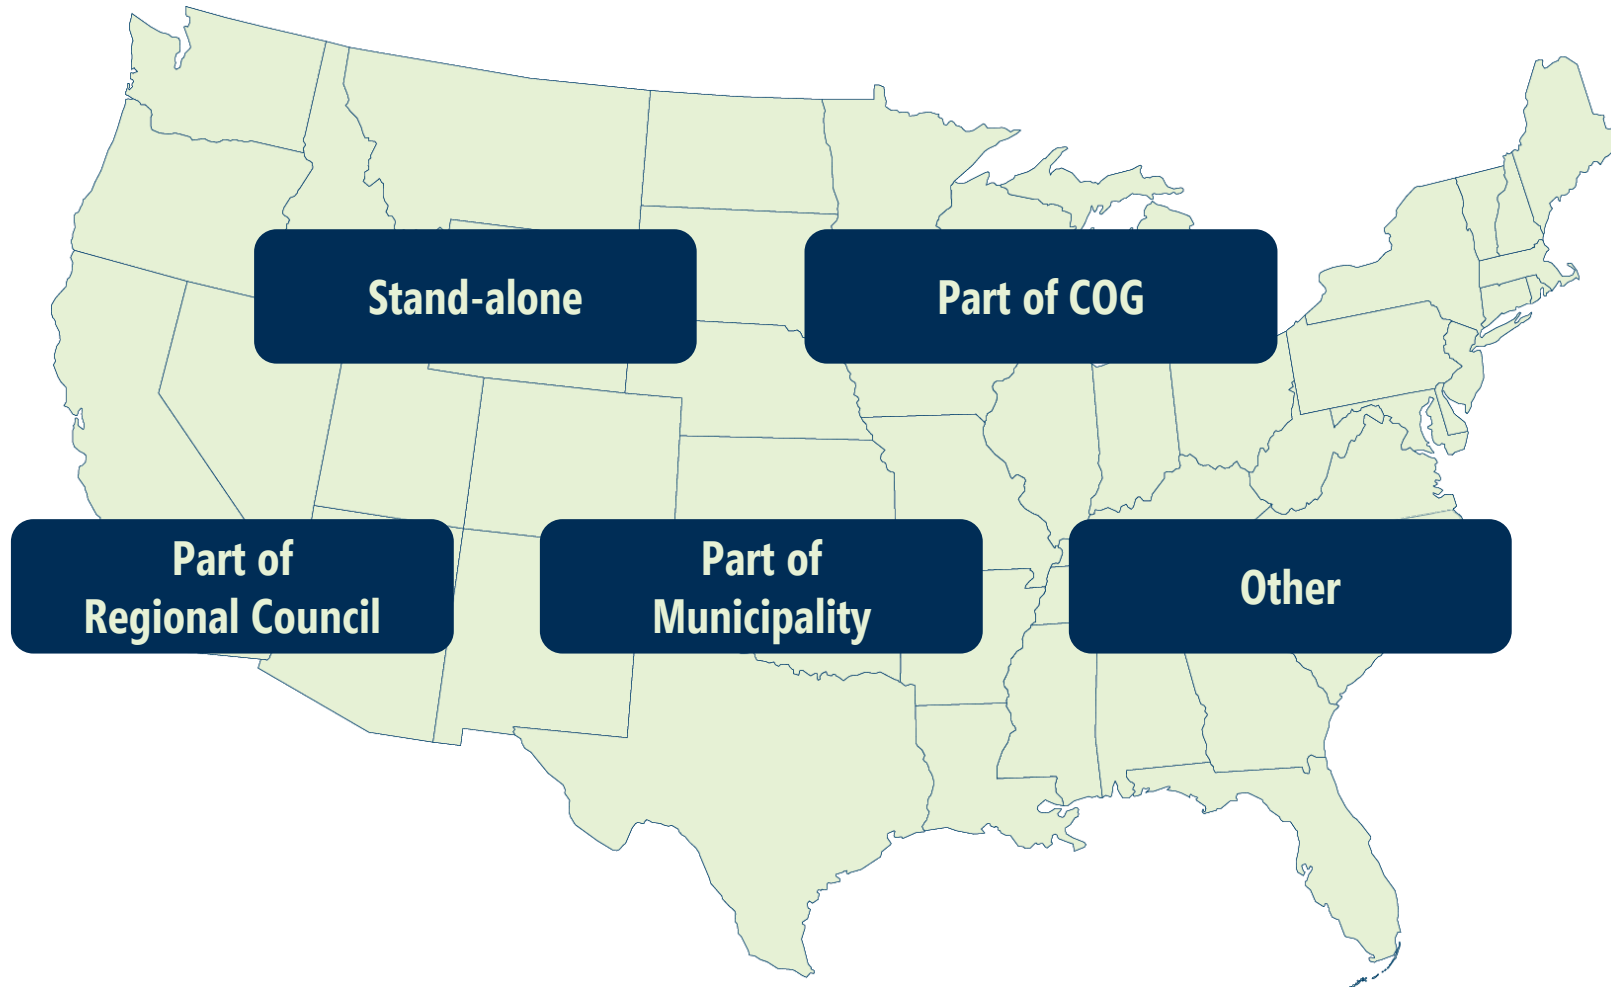 Stand-alone
Part of COG
Part of
Regional Council
Part of
Municipality
Other